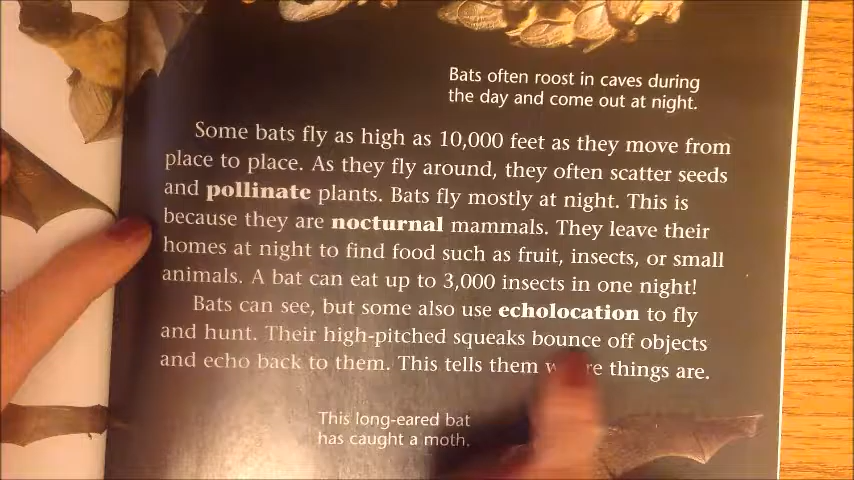 Bats often roost in caves during
the day and come out at night.
Some bats fly as high as 10,000 feet as they move from
place to place. As they fly around, they often scatter seeds
and pollinate plants. Bats fly mostly at night. This is
because they are nocturnal mammals. They leave their
homes at night to find food such as fruit, insects, or small
animals. A bat can eat up to 3,000 insects in one night!
Bats can see, but some also use echolocation to fly
and hunt. Their high-pitched squeaks bounce off objects
and echo back to them. This tells them things are.
This long-eared bat
has caught a moth.